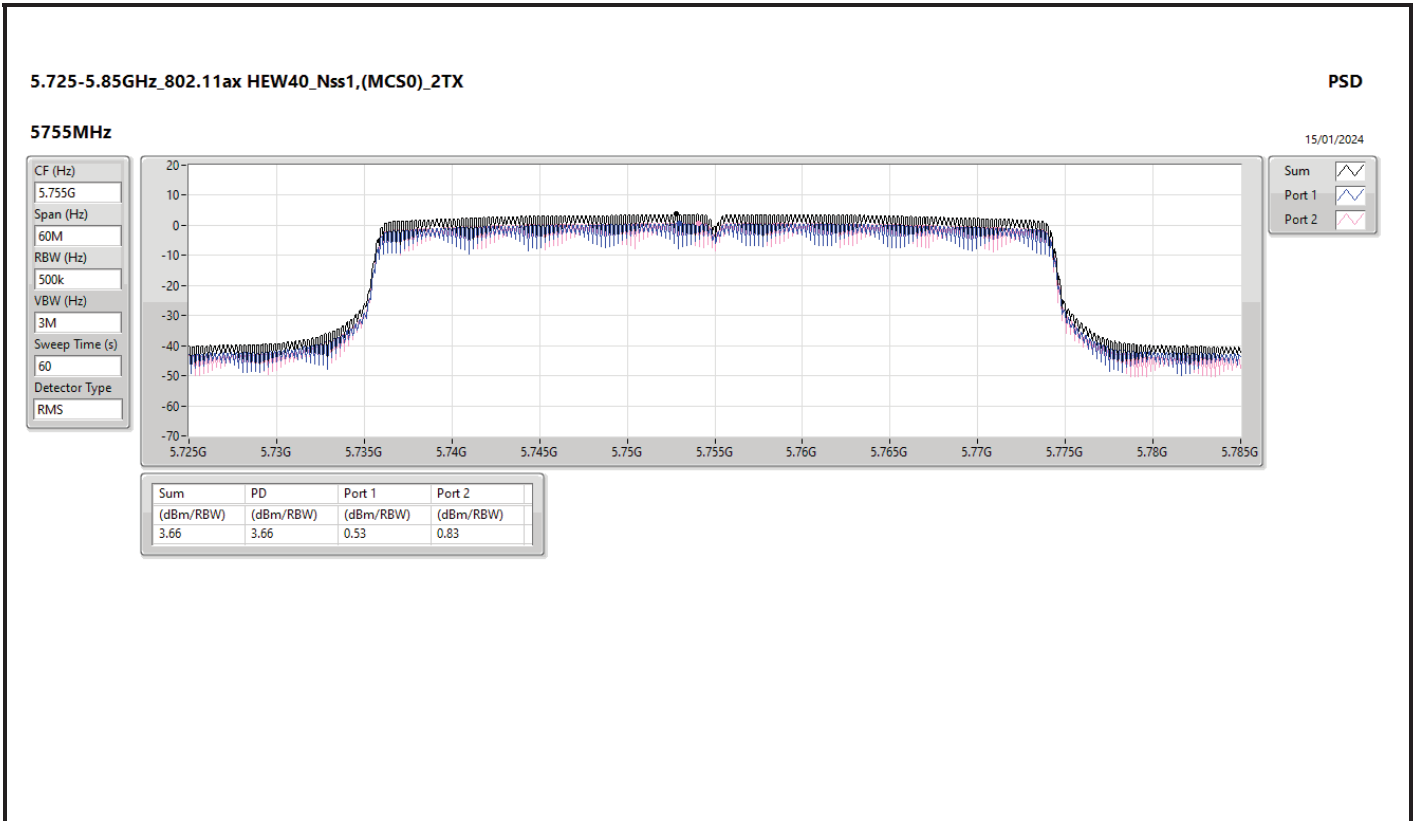 5.725-5.85GHz_802.11ax HEW40_Nss1,(MCS0)_2TX
PSD
5755MHz
15/01/2024
CF (Hz)
5.755G
Span (Hz)
60M
RBW (Hz)
500k
VBW (Hz)
3M
Sweep Time (s)
60
Detector Type
RMS
20
10
0
-10
-20
-30
-40
-50
-60
-70
5.725G 5.73G 5.735G 5.74G 5.745G 5.75G 5.755G 5.76G 5.765G 5.77G 5.775G 5.78G 5.785G
Sum
Port 1
Port 2
Sum PD Port 1 Port 2
(dBm/RBW) (dBm/RBW) (dBm/RBW) (dBm/RBW)
3.66 3.66 0.53 0.83